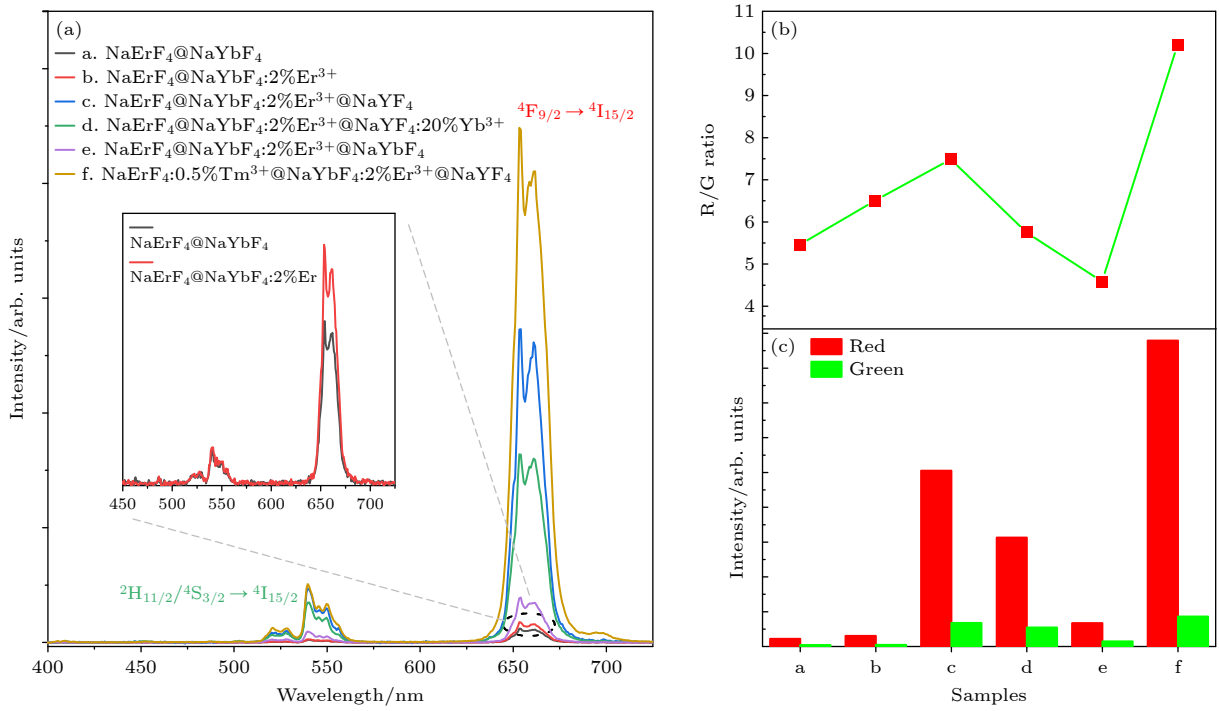 (a)
a. NaErF₄@NaYbF₄
b. NaErF₄@NaYbF₄:2%Er³⁺
c. NaErF₄@NaYbF₄:2%Er³⁺@NaYF₄
d. NaErF₄@NaYbF₄:2%Er³⁺@NaYF₄:20%Yb³⁺
e. NaErF₄@NaYbF₄:2%Er³⁺@NaYbF₄
f. NaErF₄:0.5%Tm³⁺@NaYbF₄:2%Er³⁺@NaYF₄
⁴F₉/₂→⁴I₁₅/₂
NaErF₄@NaYbF₄
NaErF₄@NaYbF₄:2%Er
450 500 550 600 650 700
²H₁₁/₂/⁴S₃/₂→⁴I₁₅/₂
Intensity/arb. units
400 450 500 550 600 650 700
Wavelength/nm
(b)
11
10
9
8
7
6
5
4
R/G ratio
(c)
Red
Green
Intensity/arb. units
a b c d e f
Samples